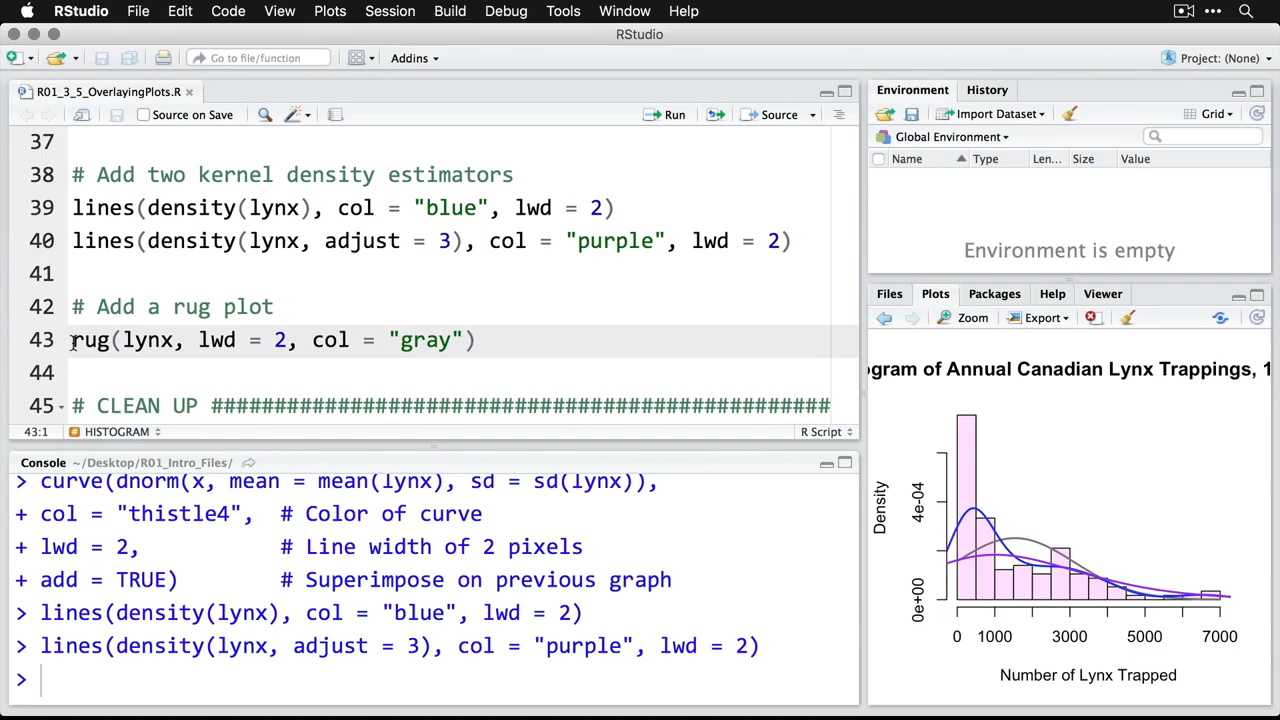 RStudio File Edit Code View Plots Session Build Debug Tools Window Help
RStudio
Go to file/function Addins Project: (None)
R01_3_5_OverlayingPlots.R
Source on Save Run Source
37
38 # Add two kernel density estimators
39 lines(density(lynx), col = "blue", lwd = 2)
40 lines(density(lynx, adjust = 3), col = "purple", lwd = 2)
41
42 # Add a rug plot
43 rug(lynx, lwd = 2, col = "gray")
44
45 # CLEAN UP #################################################
43:1 HISTOGRAM R Script
Console ~/Desktop/R01_Intro_Files/
> curve(dnorm(x, mean = mean(lynx), sd = sd(lynx)),
+ col = "thistle4", # Color of curve
+ lwd = 2, # Line width of 2 pixels
+ add = TRUE) # Superimpose on previous graph
> lines(density(lynx), col = "blue", lwd = 2)
> lines(density(lynx, adjust = 3), col = "purple", lwd = 2)
>
Environment History
Import Dataset Grid
Global Environment
Name Type Len... Size Value
Environment is empty
Files Plots Packages Help Viewer
Zoom Export
ogram of Annual Canadian Lynx Trappings, 1
Density
4e-04
0e+00
0 1000 3000 5000 7000
Number of Lynx Trapped